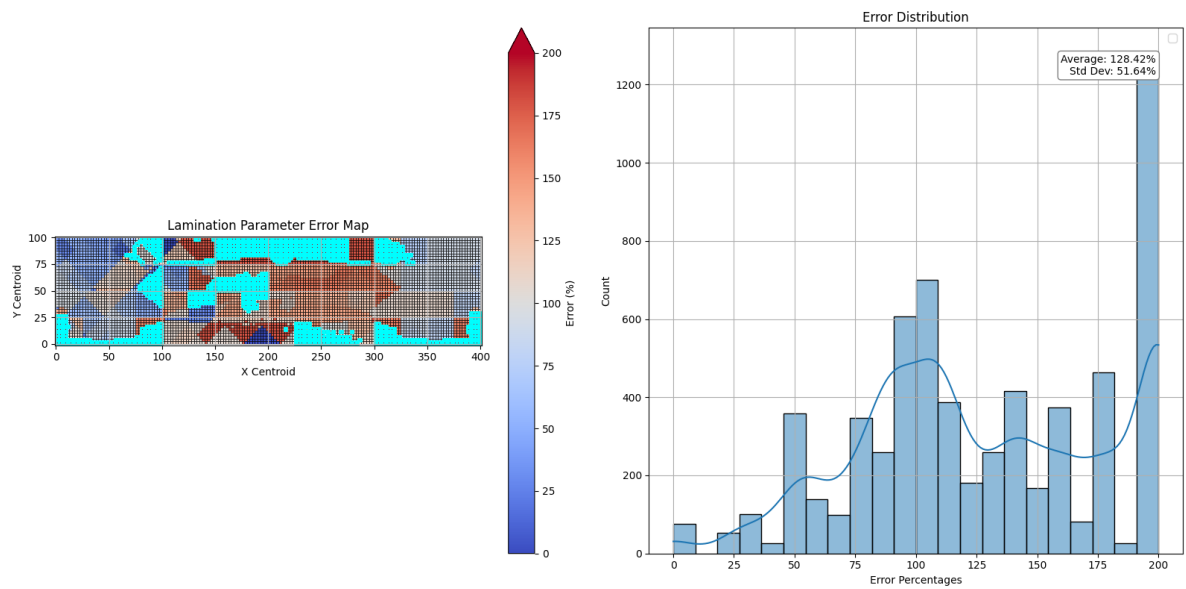 Lamination Parameter Error Map
Y Centroid
100
75
50
25
0
0 50 100 150 200 250 300 350 400
X Centroid
200
175
150
125
100
75
50
25
0
Error (%)
Error Distribution
Average: 128.42%
Std Dev: 51.64%
Count
1200
1000
800
600
400
200
0
0 25 50 75 100 125 150 175 200
Error Percentages